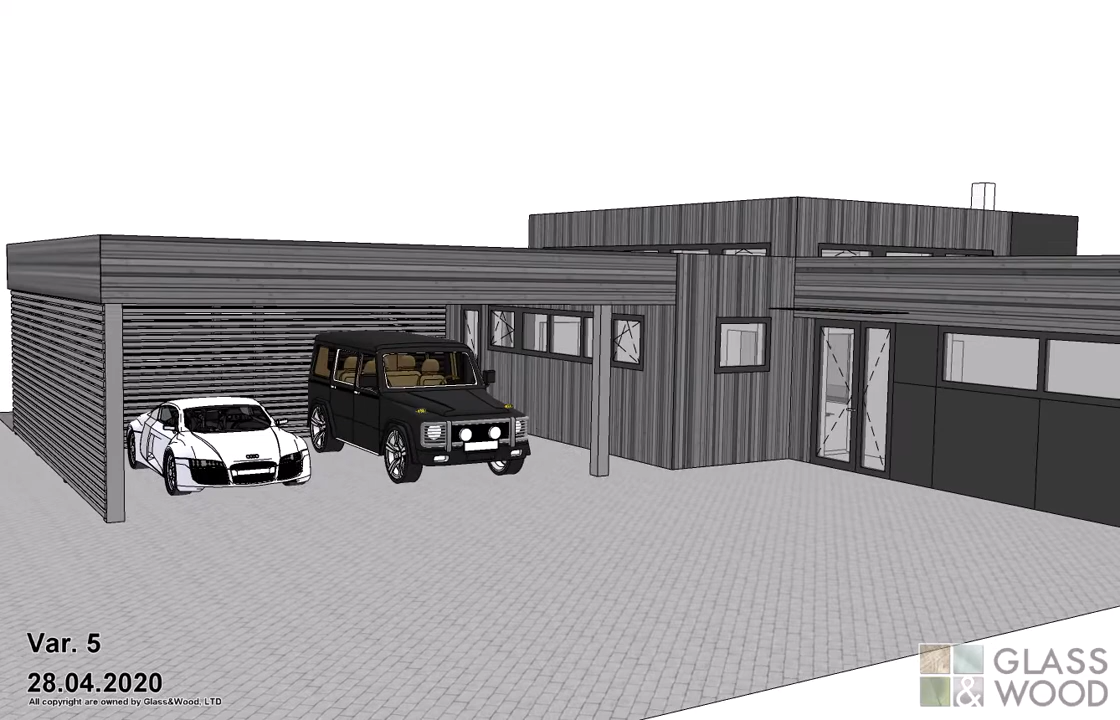 Var. 5
28.04.2020
All copyright are owned by Glass&Wood, LTD
GLASS
& WOOD